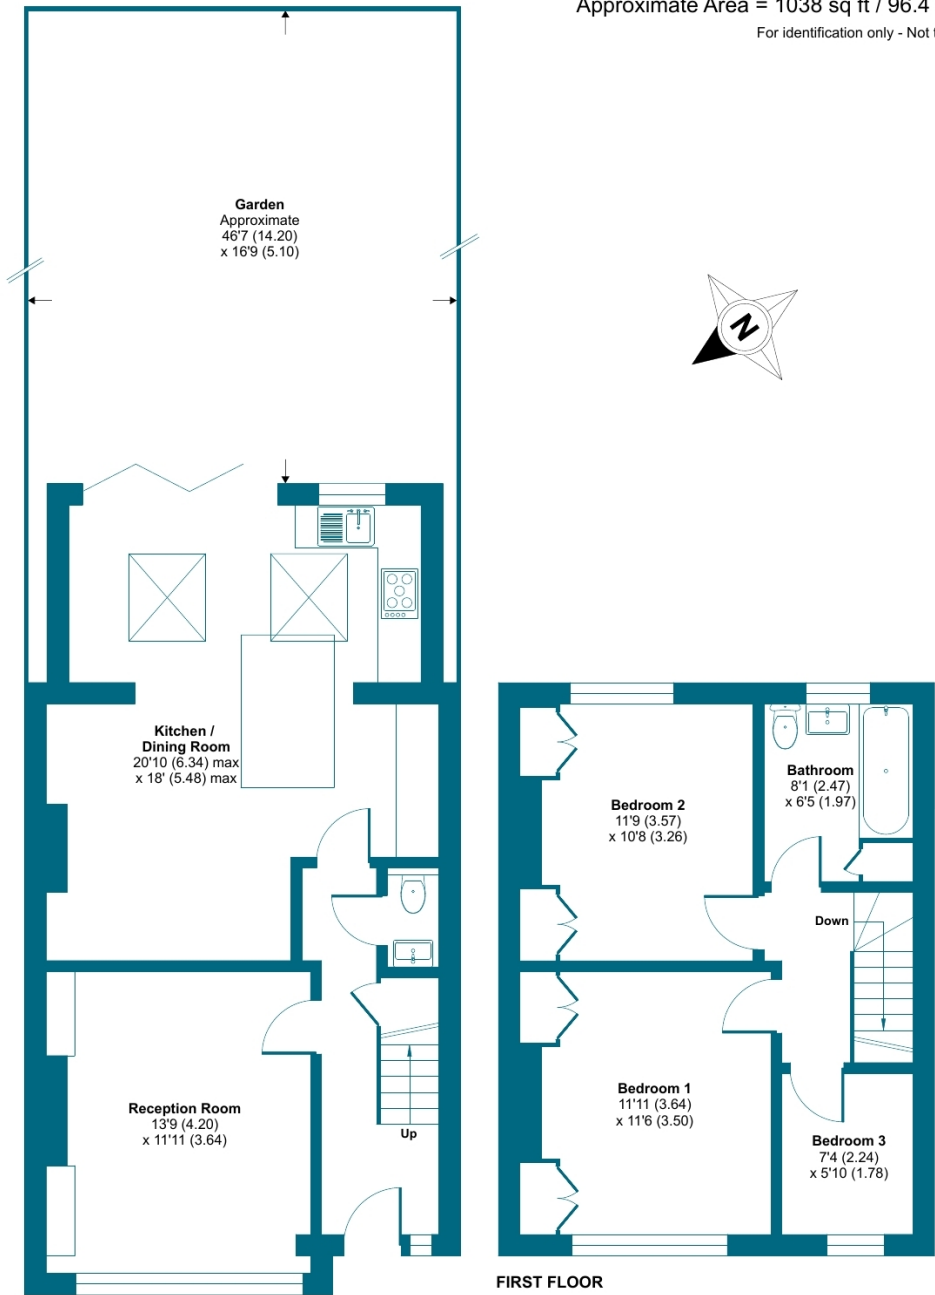 Approximate Area = 1038 sq ft / 96.4
For identification only - Not
Garden
Approximate
46'7 (14.20)
x 16'9 (5.10)
N
Kitchen /
Dining Room
20'10 (6.34) max
x 18' (5.48) max
Bedroom 2
11'9 (3.57)
x 10'8 (3.26)
Bathroom
8'1 (2.47)
x 6'5 (1.97)
Down
Reception Room
13'9 (4.20)
x 11'11 (3.64)
Up
Bedroom 1
11'11 (3.64)
x 11'6 (3.50)
Bedroom 3
7'4 (2.24)
x 5'10 (1.78)
FIRST FLOOR